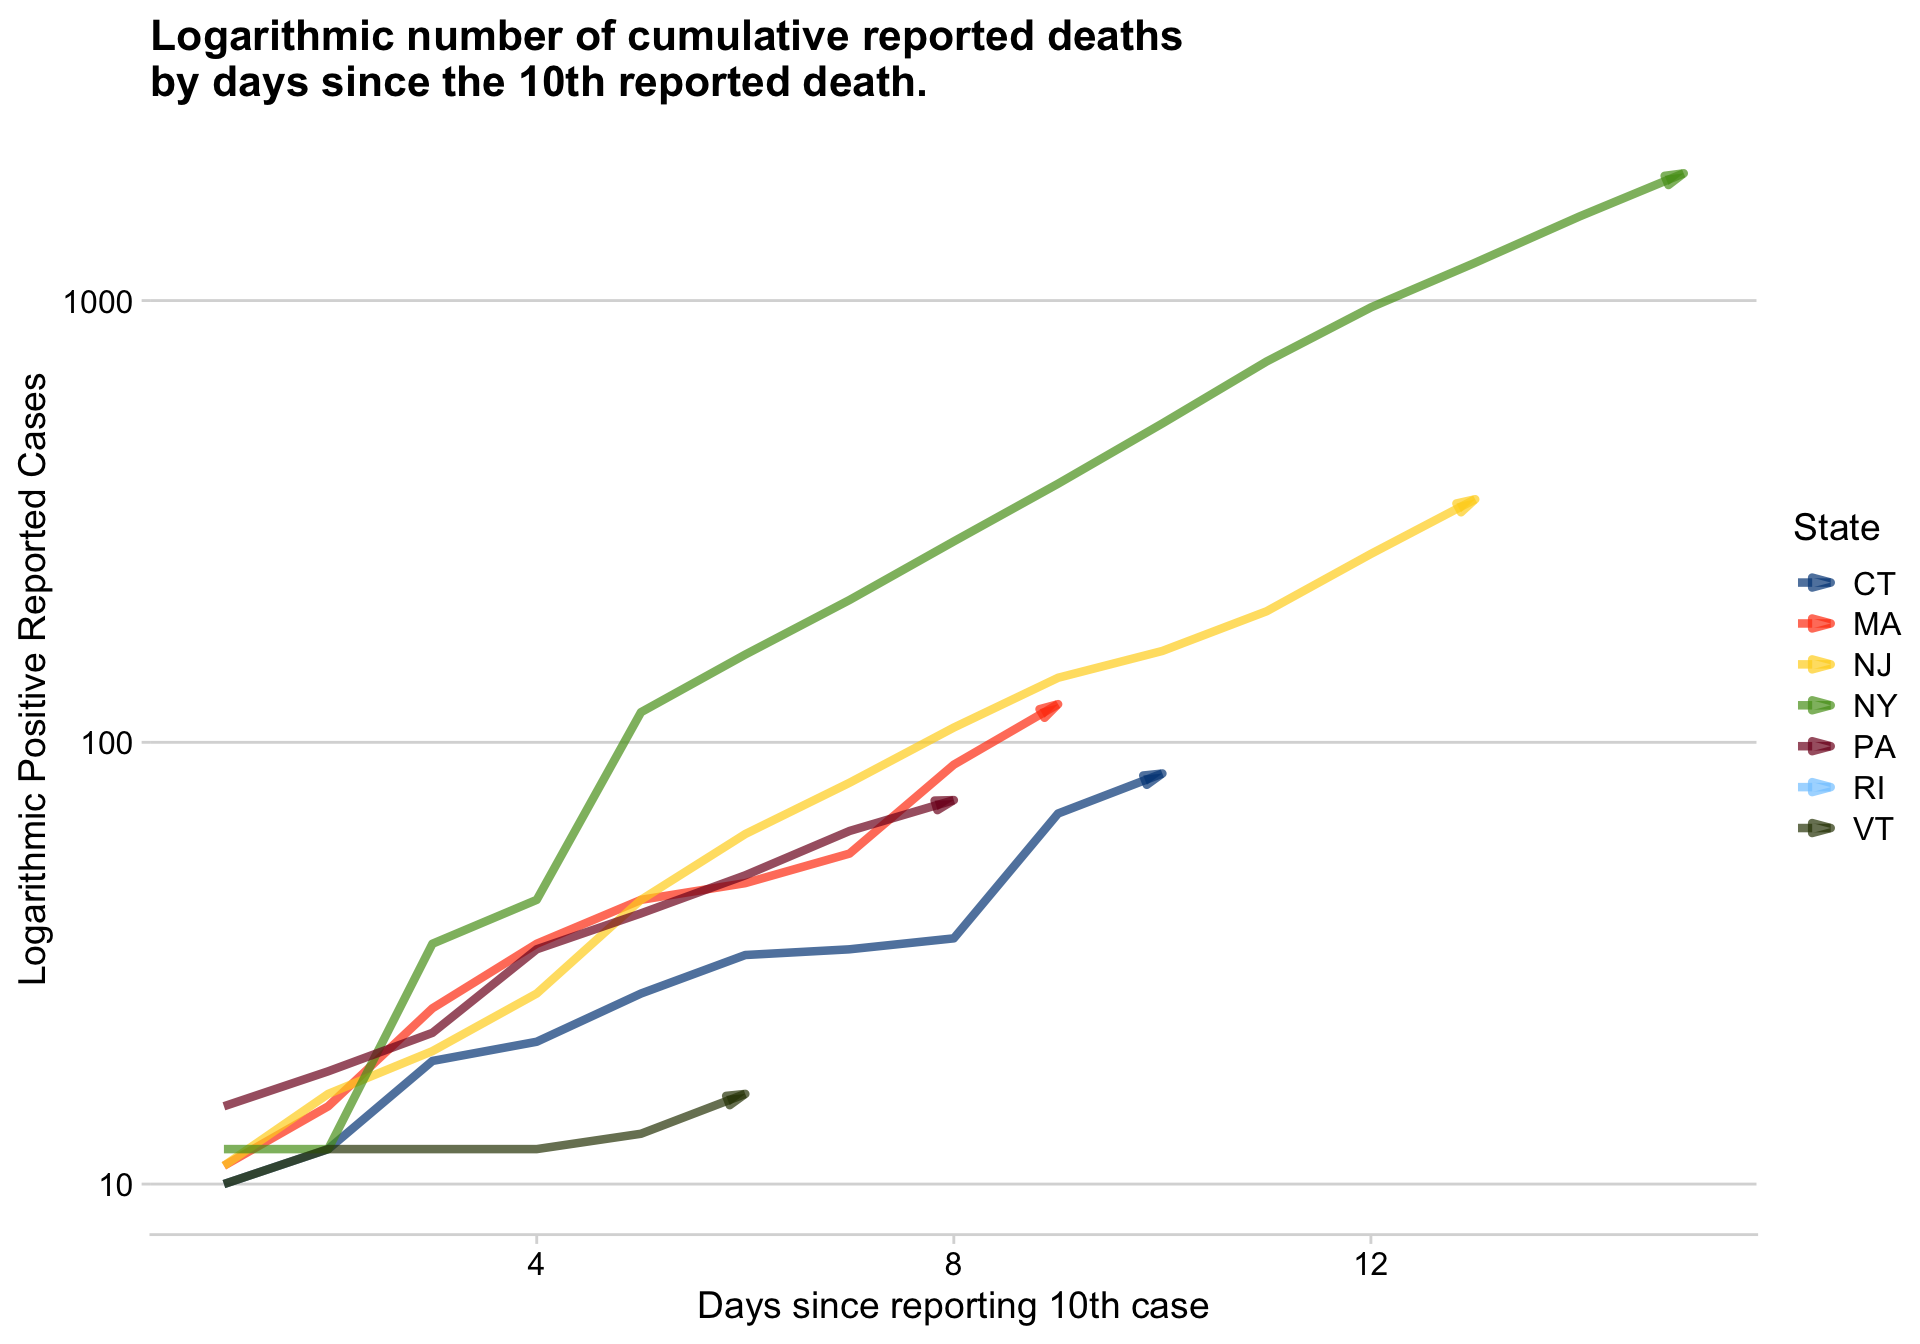 Logarithmic number of cumulative reported deaths
by days since the 10th reported death.
Logarithmic Positive Reported Cases
1000
100
10
4
8
12
Days since reporting 10th case
State
CT
MA
NJ
NY
PA
RI
VT